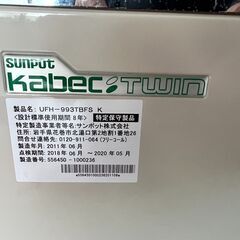 SUNPOT
Kabec:TWIN
製品名: UFH-993TBFS K
<設計標準使用期間 8年> 特定保守製品
特定製造事業者等名:サンポット株式会社
住所:岩手県花巻市北湯口第2地割1番地26
問合せ連絡先:0120-911-064(フリーコール)
製造年月:2011年 06月
点検期間:2018年 06月 ～ 2020年 05月
製造番号:556450-1000236